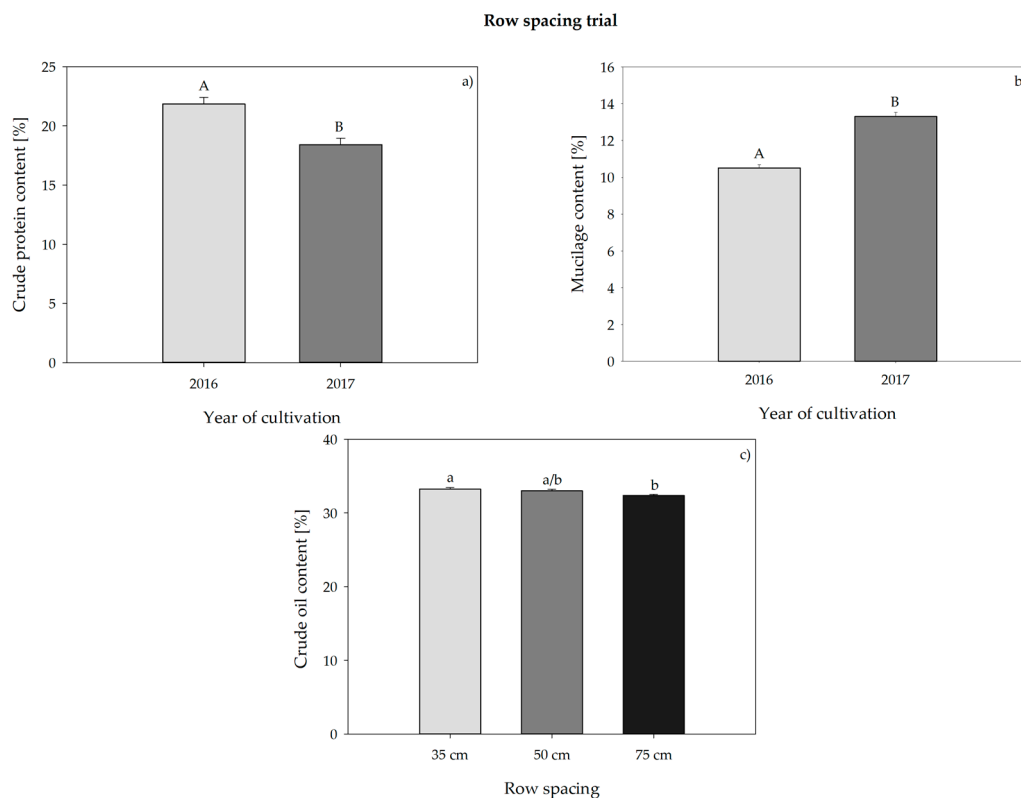 Row spacing trial
a)
Crude protein content [%]
25
20
15
10
5
0
A
B
2016
2017
Year of cultivation
b
Mucilage content [%]
16
14
12
10
8
6
4
2
0
A
B
2016
2017
Year of cultivation
c)
Crude oil content [%]
40
30
20
10
0
a
a/b
b
35 cm
50 cm
75 cm
Row spacing